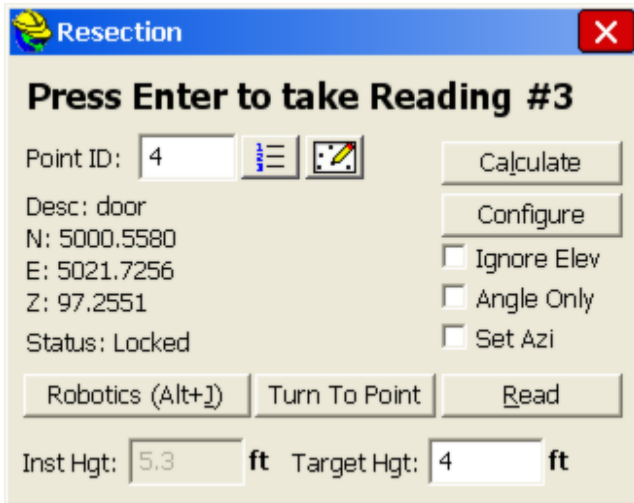 Resection
Press Enter to take Reading #3
Point ID: 4
Calculate
Desc: door
Configure
N: 5000.5580
Ignore Elev
E: 5021.7256
Angle Only
Z: 97.2551
Set Azi
Status: Locked
Robotics (Alt+J) Turn To Point Read
Inst Hgt: 5.3 ft Target Hgt: 4 ft